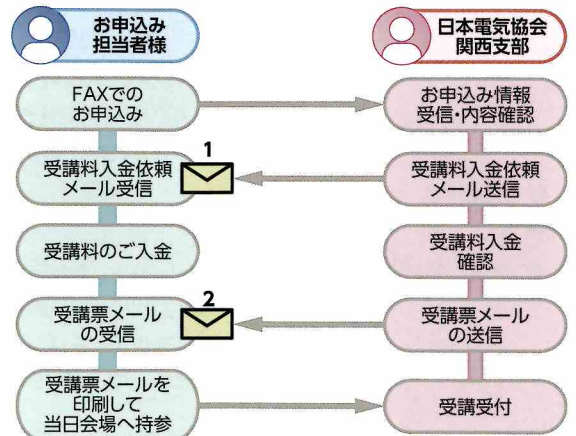 お申込み
担当者様
日本電気協会
関西支部
FAXでの
お申込み
お申込み情報
受信・内容確認
受講料入金依頼
メール受信
1
受講料入金依頼
メール送信
受講料のご入金
受講料入金
確認
受講票メール
の受信
2
受講票メール
の送信
受講票メールを
印刷して
当日会場へ持参
受講受付